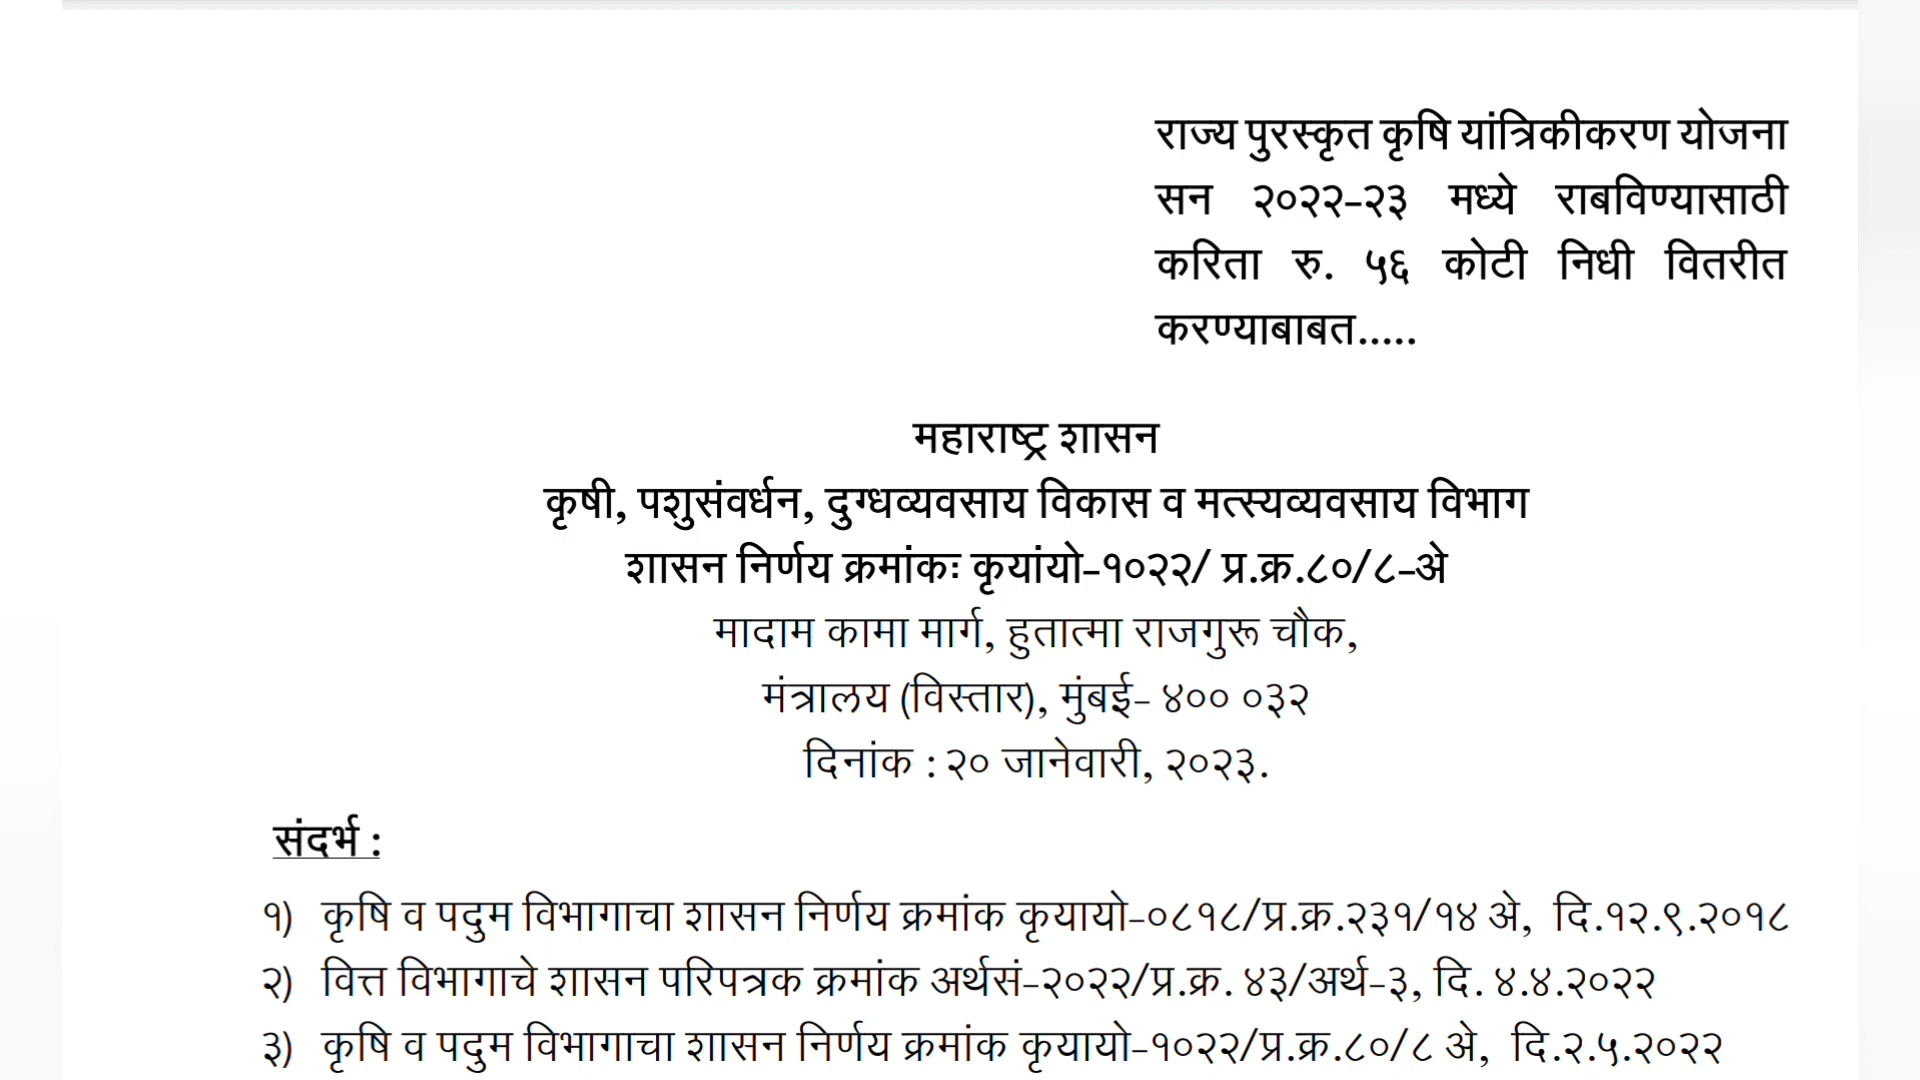 राज्य पुरस्कृत कृषि यांत्रिकीकरण योजना
सन २०२२-२३ मध्ये राबविण्यासाठी
करिता रु. ५६ कोटी निधी वितरीत
करण्याबाबत.....
महाराष्ट्र शासन
कृषी, पशुसंवर्धन, दुग्धव्यवसाय विकास व मत्स्यव्यवसाय विभाग
शासन निर्णय क्रमांकः कृयांयो-१०२२/ प्र.क्र.८०/८-अे
मादाम कामा मार्ग, हुतात्मा राजगुरू चौक,
मंत्रालय (विस्तार), मुंबई- ४०० ०३२
दिनांक : २० जानेवारी, २०२३.
संदर्भ :
१) कृषि व पदुम विभागाचा शासन निर्णय क्रमांक कृयायो-०८१८/प्र.क्र.२३१/१४ अे, दि.१२.९.२०१८
२) वित्त विभागाचे शासन परिपत्रक क्रमांक अर्थसं-२०२२/प्र.क्र. ४३/अर्थ-३, दि. ४.४.२०२२
३) कृषि व पदुम विभागाचा शासन निर्णय क्रमांक कृयायो-१०२२/प्र.क्र.८०/८ अे, दि.२.५.२०२२